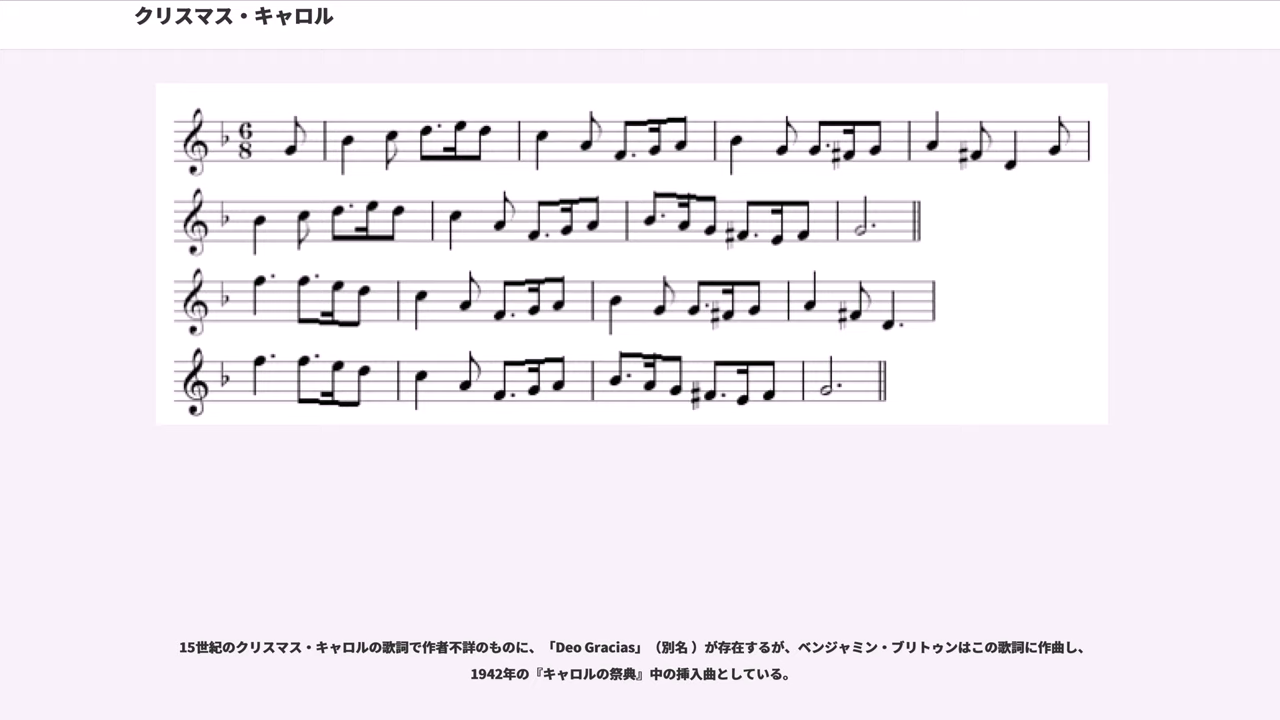 クリスマス・キャロル
6
8
15世紀のクリスマス・キャロルの歌詞で作者不詳のものに、「Deo Gracias」（別名 ）が存在するが、ベンジャミン・ブリトゥンはこの歌詞に作曲し、
1942年の『キャロルの祭典』中の挿入曲としている。